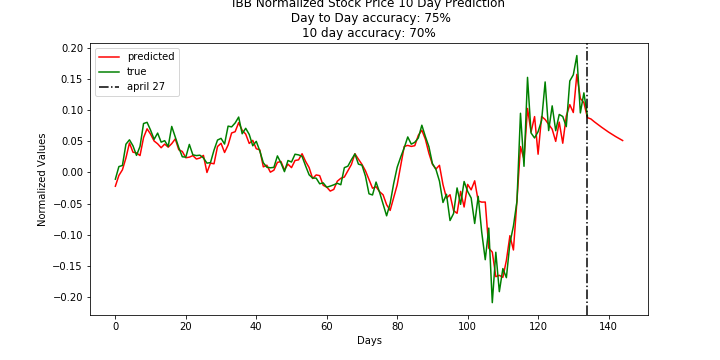 IBB Normalized Stock Price 10 Day Prediction
Day to Day accuracy: 75%
10 day accuracy: 70%
predicted
true
april 27
Normalized Values
0.20
0.15
0.10
0.05
0.00
−0.05
−0.10
−0.15
−0.20
0 20 40 60 80 100 120 140
Days